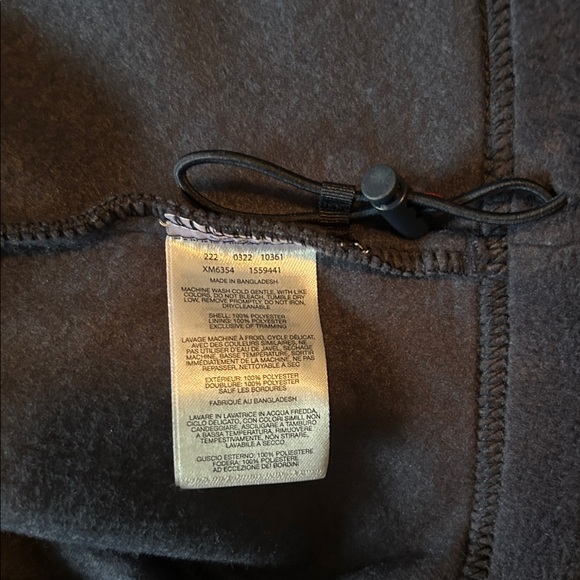 222 0322 10361
XM6354 1559441
MADE IN BANGLADESH
MACHINE WASH COLD GENTLE, WITH LIKE
COLORS, DO NOT BLEACH, TUMBLE DRY
LOW, REMOVE PROMPTLY, DO NOT IRON,
DRYCLEANABLE
SHELL: 100% POLYESTER
LINING: 100% POLYESTER
EXCLUSIVE OF TRIMMING
LAVAGE MACHINE À FROID, CYCLE DÉLICAT,
AVEC DES COULEURS SIMILAIRES, NE
PAS UTILISER D'EAU DE JAVEL, SÉCHAGE
MACHINE, BASSE TEMPÉRATURE, SORTIR
IMMÉDIATEMENT DE LA MACHINE, NE PAS
REPASSER, NETTOYABLE À SEC
EXTÉRIEUR: 100% POLYESTER
DOUBLURE: 100% POLYESTER
SAUF LES BORDURES
FABRIQUÉ AU BANGLADESH
LAVARE IN LAVATRICE IN ACQUA FREDDA,
CICLO DELICATO, CON COLORI SIMILI NON
CANDEGGIARE, ASCIUGARE A TAMBURO
A BASSA TEMPERATURA, RIMUOVERE
TEMPESTIVAMENTE, NON STIRARE,
LAVABILE A SECCO
GUSCIO ESTERNO: 100% POLIESTERE
FODERA: 100% POLIESTERE
AD ECCEZIONE DEI BORDINI